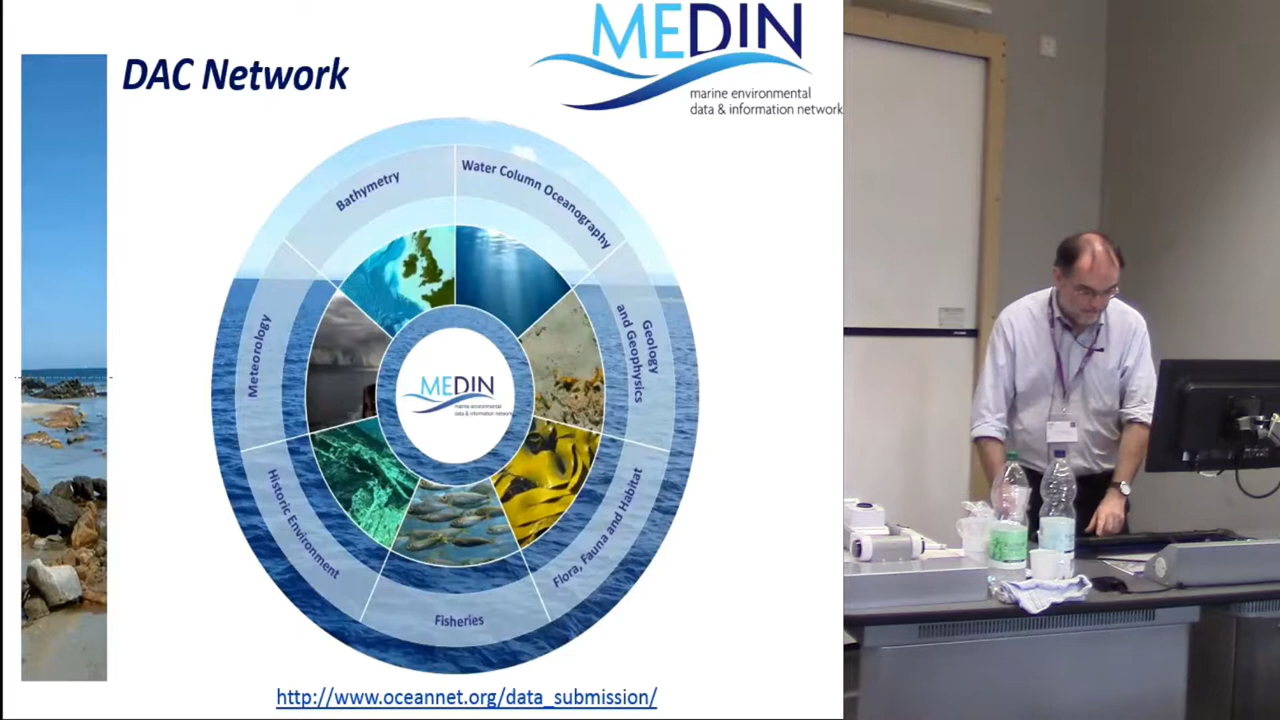 DAC Network
MEDIN
marine environmental
data & information network
Bathymetry
Water Column Oceanography
Geology
and Geophysics
Flora, Fauna and Habitat
Fisheries
Historic Environment
Meteorology
MEDIN
marine environmental
data & information network
http://www.oceannet.org/data_submission/